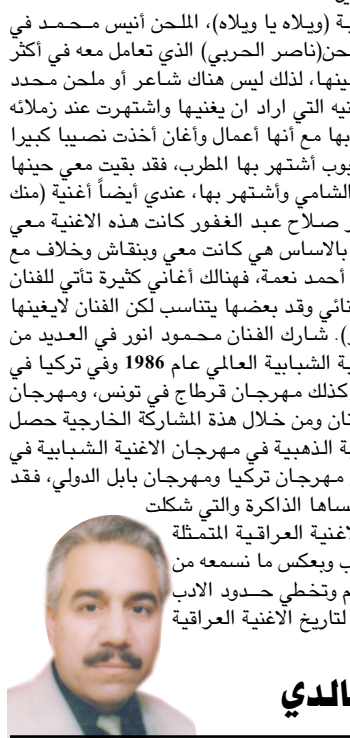 ـة (ويلاه يا ويلاه)، الملحن أنيس محمد في
حن(ناصر الحربي) الذي تعامل معه في أكثر
ينها، لذلك ليس هناك شاعر أو ملحن محدد
نيه التي اراد ان يغنيها واشتهرت عند زملائه
بها مع أنها أعمال وأغان أخذت نصيبا كبيرا
يوب أشتهر بها المطرب، فقد بقيت معي حينها
الشامي وأشتهر بها، عندي أيضاً أغنية (منك
ر صلاح عبد الغفور كانت هذه الاغنية معي
بالاساس هي كانت معي وبنقاش وخلاف مع
أحمد نعمة، فهنالك أغاني كثيرة تأتي للفنان
نائي وقد بعضها يتناسب لكن الفنان لايغنيها
). شارك الفنان محمود انور في العديد من
ية الشبابية العالمي عام 1986 وفي تركيا في
كذلك مهرجان قرطاج في تونس، ومهرجان
نان ومن خلال هذة المشاركة الخارجية حصل
ية الذهبية في مهرجان الاغنية الشبابية في
مهرجان تركيا ومهرجان بابل الدولي، فقد
ساها الذاكرة والتي شكلت
لاغنية العراقية المتمثلة
ب وبعكس ما نسمعه من
م وتخطي حدود الادب
لتاريخ الاغنية العراقية
الدي